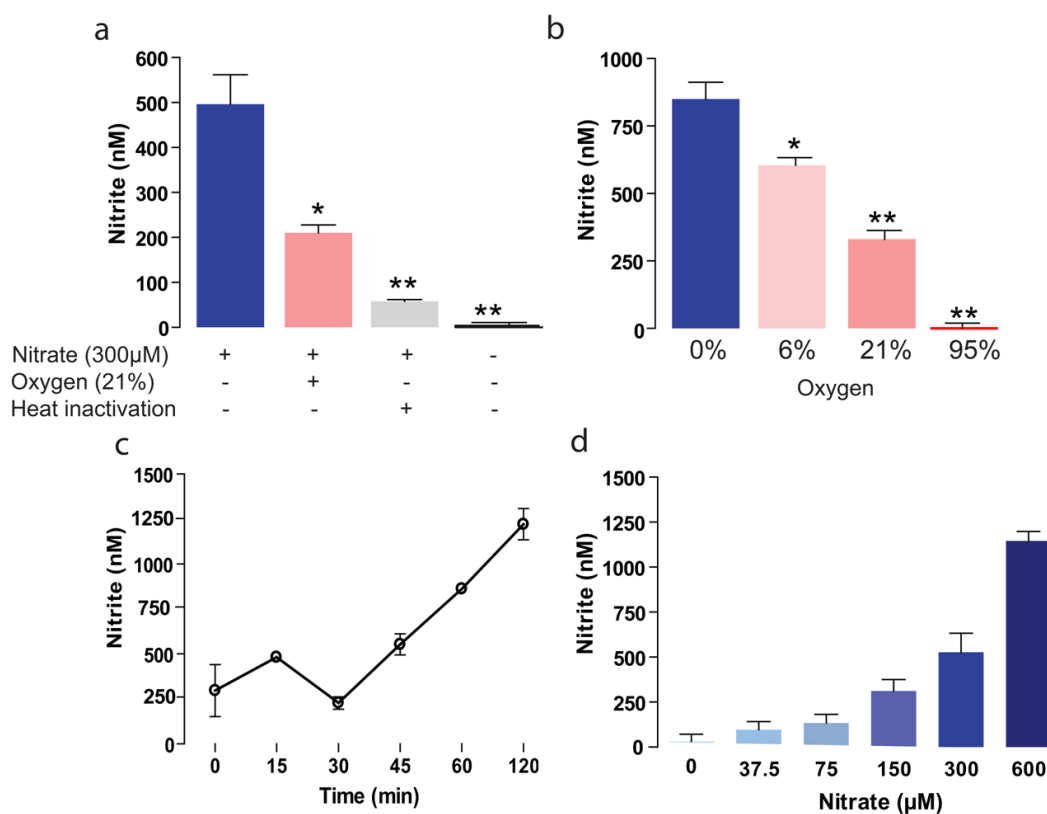 a
Nitrite (nM)
600
500
400
300
200
100
0
*
**
**
Nitrate (300µM) + + + -
Oxygen (21%) - + - -
Heat inactivation - - + -
b
Nitrite (nM)
1000
750
500
250
0
*
**
**
0% 6% 21% 95%
Oxygen
c
Nitrite (nM)
1500
1250
1000
750
500
250
0
0 15 30 45 60 120
Time (min)
d
Nitrite (nM)
1500
1250
1000
750
500
250
0
0 37.5 75 150 300 600
Nitrate (µM)